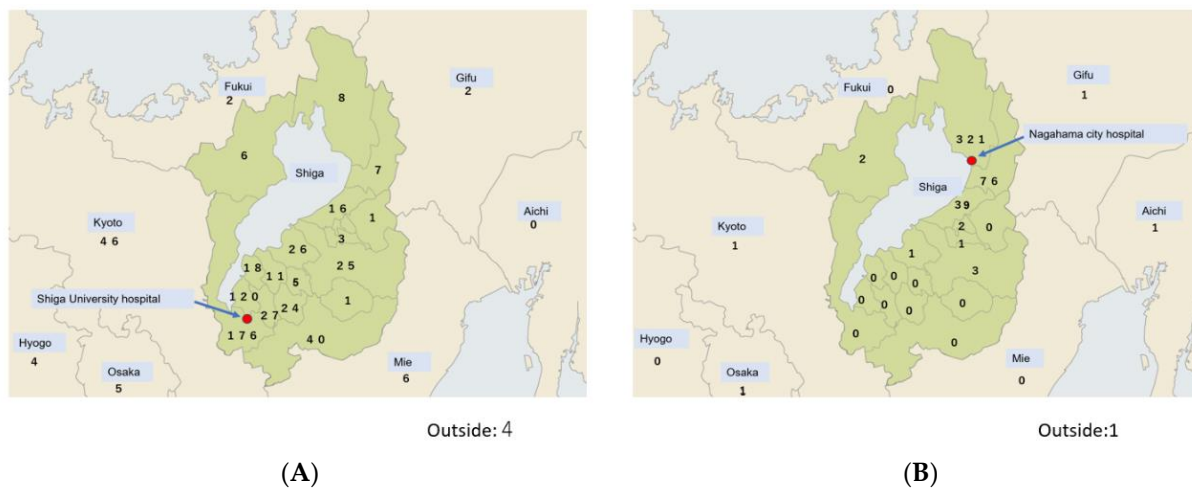 Fukui
2
Gifu
2
8
6
7
Shiga
Kyoto
4 6
Aichi
0
1 6
1
3
2 6
2 5
1 8
1 1
5
1
Shiga University hospital
1 2 0
2 4
2 7
1 7 6
4 0
Hyogo
4
Osaka
5
Mie
6
Outside: 4
(A)
Fukui
0
Gifu
1
3 2 1
Nagahama city hospital
2
7 6
Shiga
39
Kyoto
1
Aichi
1
2
0
1
1
3
0
0
0
0
0
0
0
0
0
Hyogo
0
Osaka
1
Mie
0
Outside:1
(B)